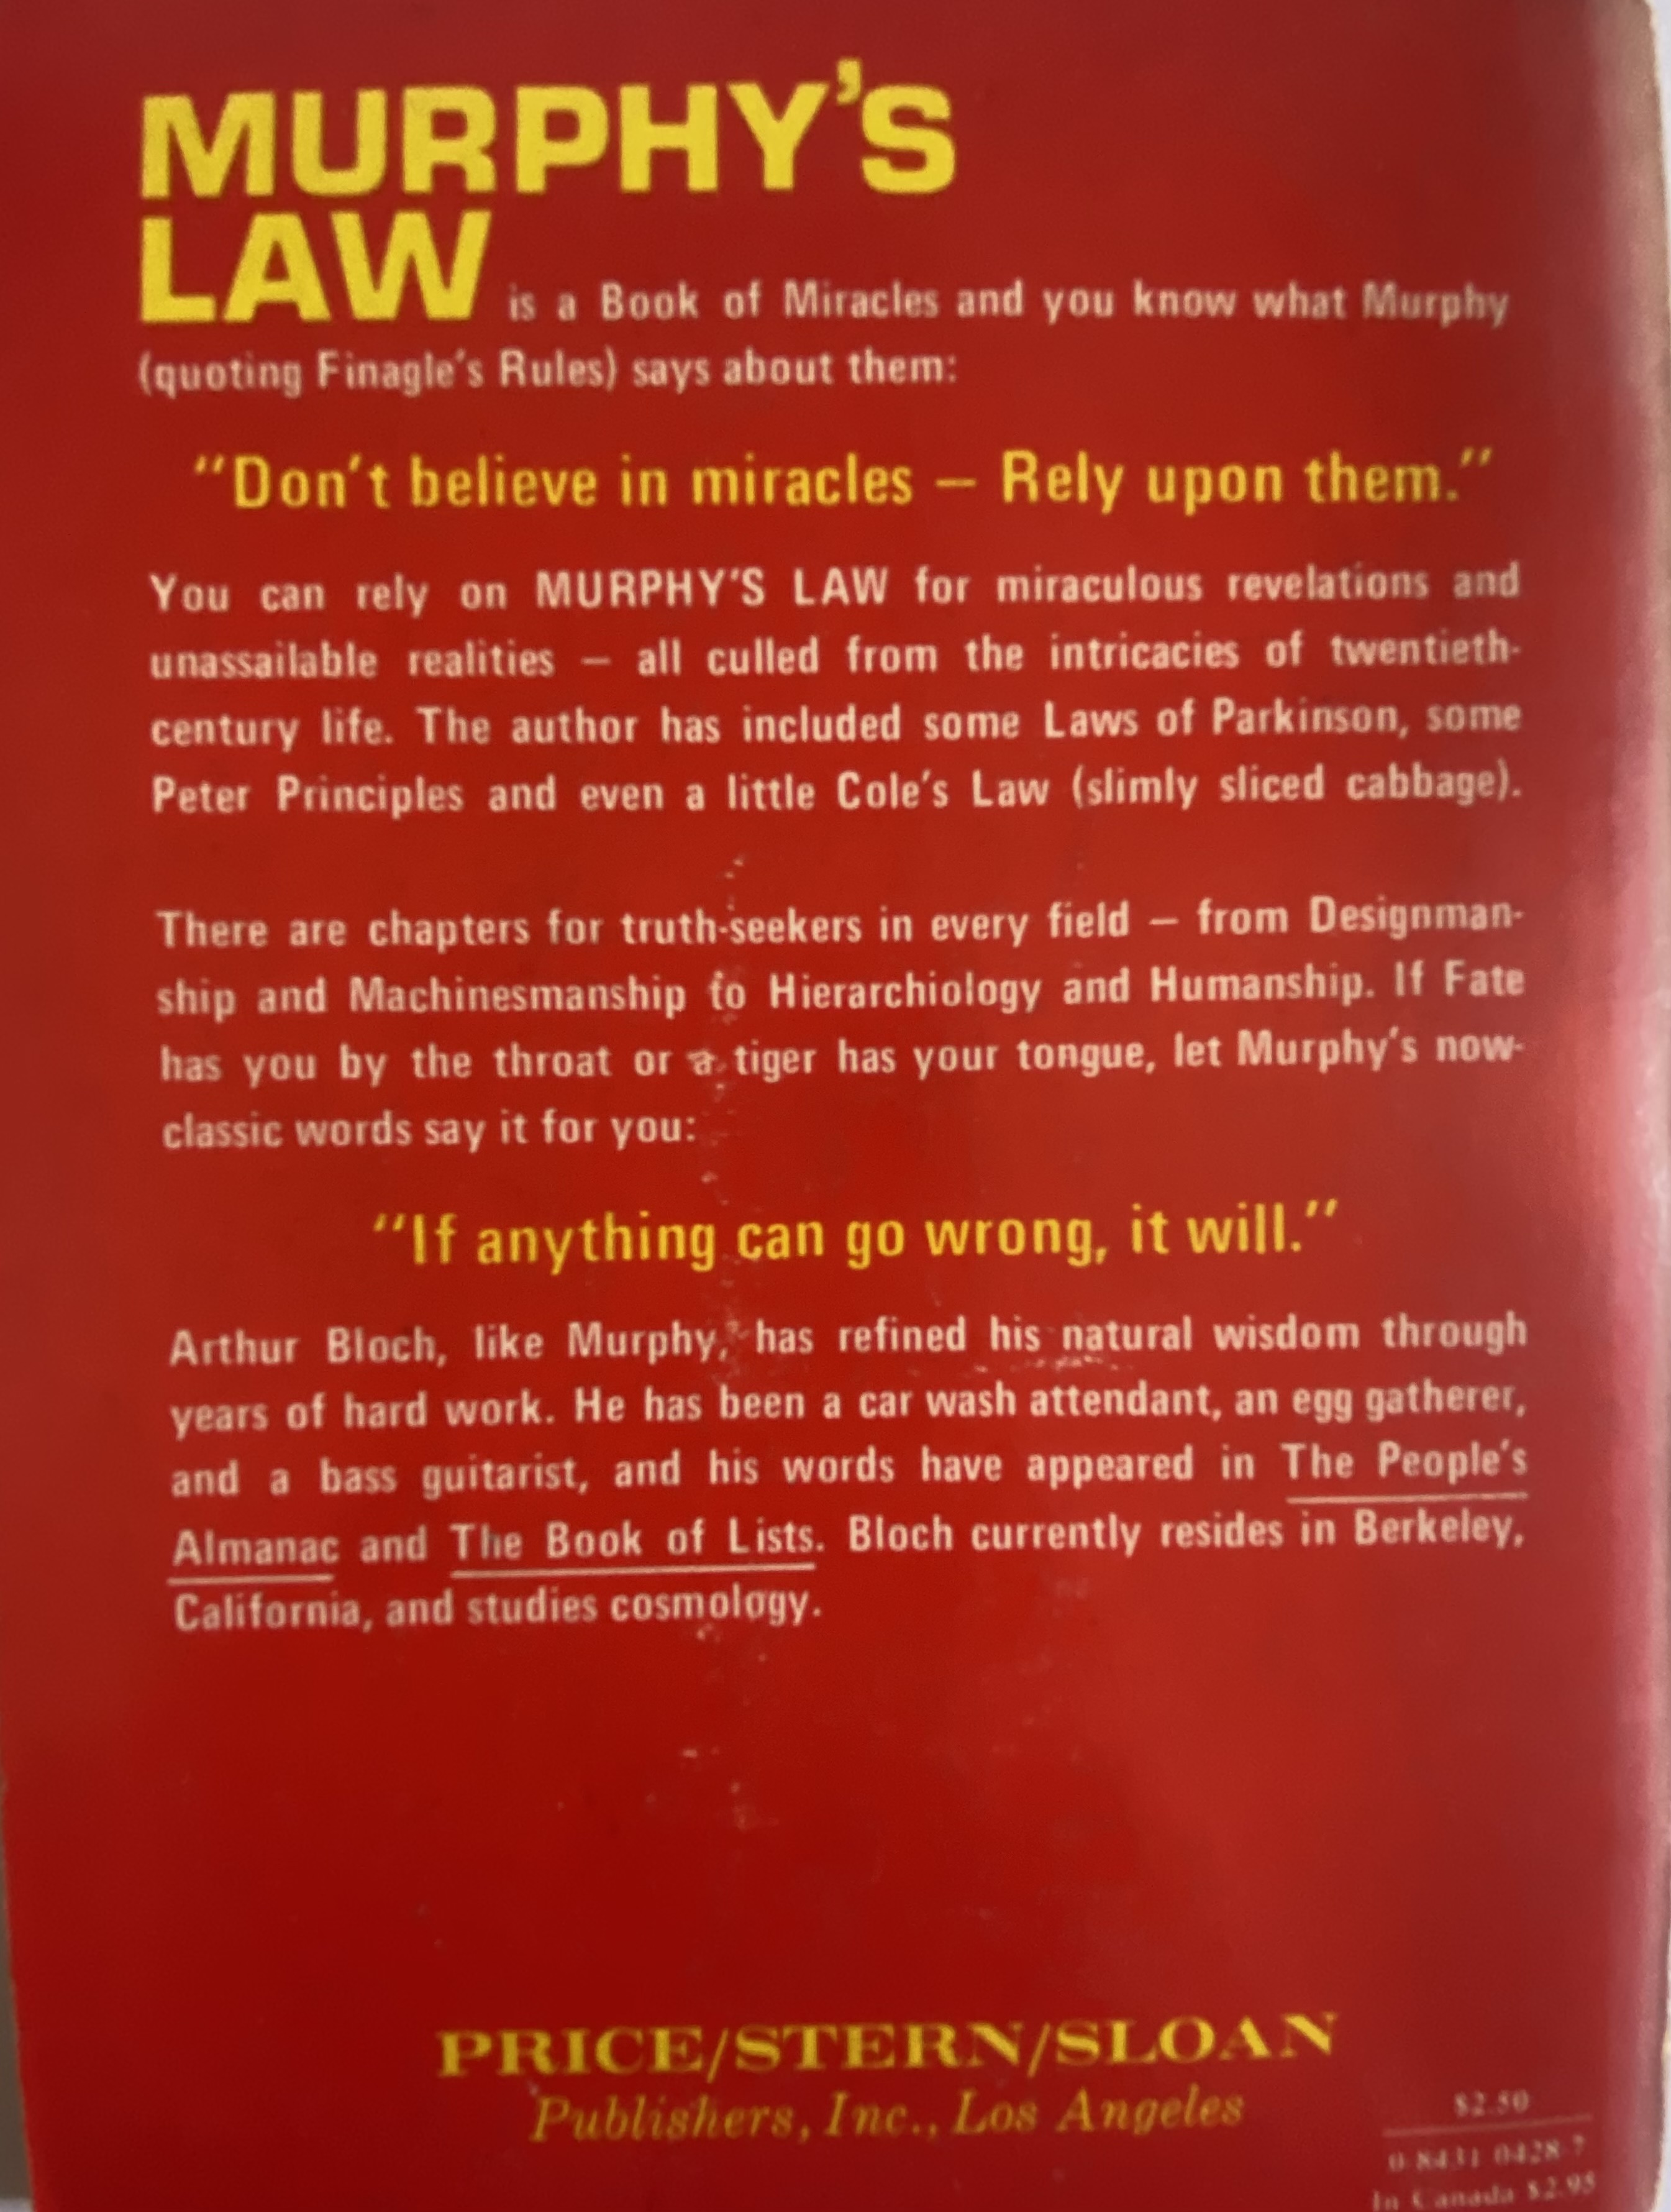 MURPHY'S
LAW is a Book of Miracles and you know what Murphy
(quoting Finagle's Rules) says about them:
"Don't believe in miracles — Rely upon them."
You can rely on MURPHY'S LAW for miraculous revelations and
unassailable realities — all culled from the intricacies of twentieth-
century life. The author has included some Laws of Parkinson, some
Peter Principles and even a little Cole's Law (slimly sliced cabbage).
There are chapters for truth-seekers in every field — from Designman-
ship and Machinesmanship to Hierarchiology and Humanship. If Fate
has you by the throat or a tiger has your tongue, let Murphy's now-
classic words say it for you:
"If anything can go wrong, it will."
Arthur Bloch, like Murphy, has refined his natural wisdom through
years of hard work. He has been a car wash attendant, an egg gatherer,
and a bass guitarist, and his words have appeared in The People's
Almanac and The Book of Lists. Bloch currently resides in Berkeley,
California, and studies cosmology.
PRICE/STERN/SLOAN
Publishers, Inc., Los Angeles
$2.50
0 8431 0428 7
In Canada $2.95